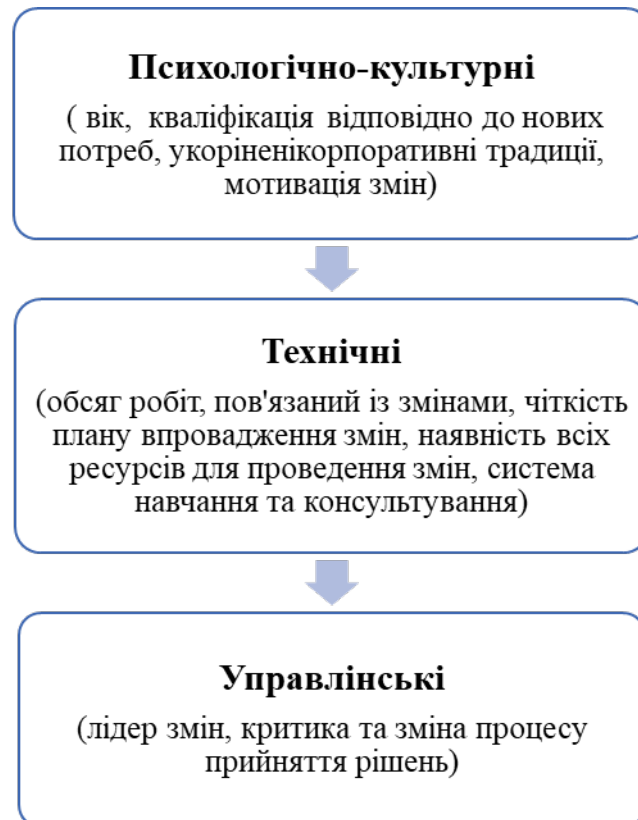 Психологічно-культурні
( вік, кваліфікація відповідно до нових
потреб, укоріненікорпоративні традиції,
мотивація змін)
Технічні
(обсяг робіт, пов'язаний із змінами, чіткість
плану впровадження змін, наявність всіх
ресурсів для проведення змін, система
навчання та консультування)
Управлінські
(лідер змін, критика та зміна процесу
прийняття рішень)